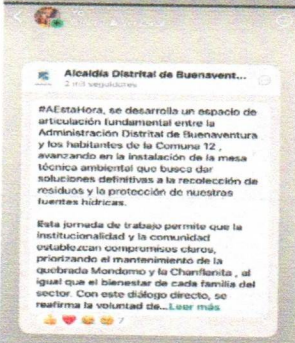 Alcaldía Distrital de Buenavent...
2 mil seguidores
#AEstaHora, se desarrolla un espacio de
articulación fundamental entre la
Administración Distrital de Buenaventura
y los habitantes de la Comuna 12 ,
avanzando en la instalación de la mesa
técnica ambiental que busca dar
soluciones definitivas a la recolección de
residuos y la protección de nuestras
fuentes hídricas.
Esta jornada de trabajo permite que la
institucionalidad y la comunidad
establezcan compromisos claros,
priorizando el mantenimiento de la
quebrada Mondomo y la Chanflanita , al
igual que el bienestar de cada familia del
sector. Con este diálogo directo, se
reafirma la voluntad de...Leer más
7